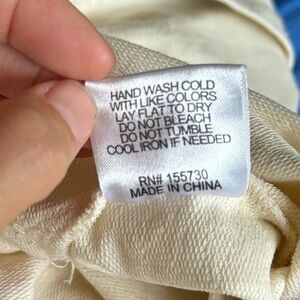 HAND WASH COLD
WITH LIKE COLORS
LAY FLAT TO DRY
DO NOT BLEACH
DO NOT TUMBLE
COOL IRON IF NEEDED
RN# 155730
MADE IN CHINA